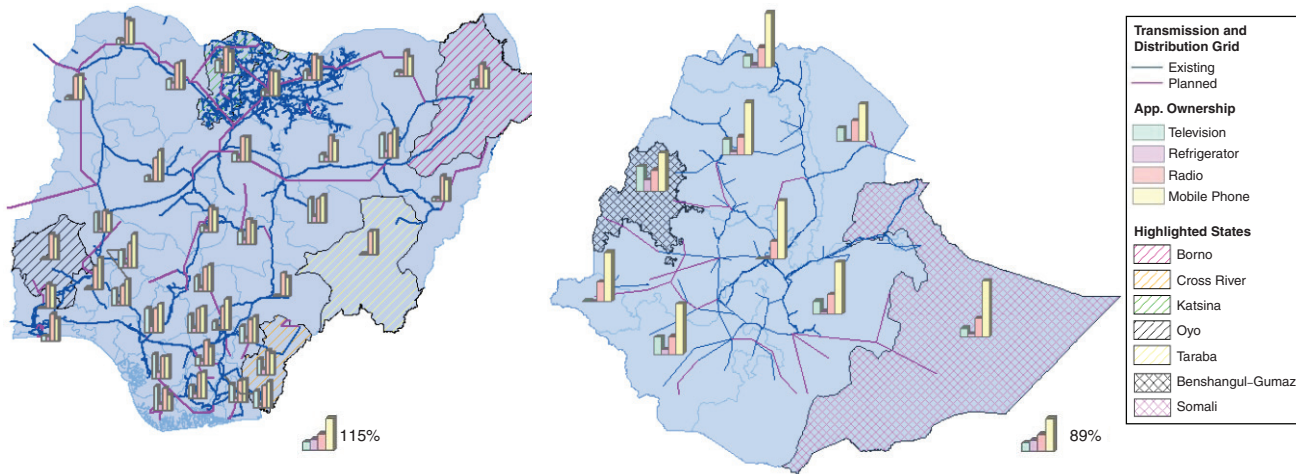 Transmission and
Distribution Grid
Existing
Planned
App. Ownership
Television
Refrigerator
Radio
Mobile Phone
Highlighted States
Borno
Cross River
Katsina
Oyo
Taraba
Benshangul–Gumaz
Somali
115%
89%